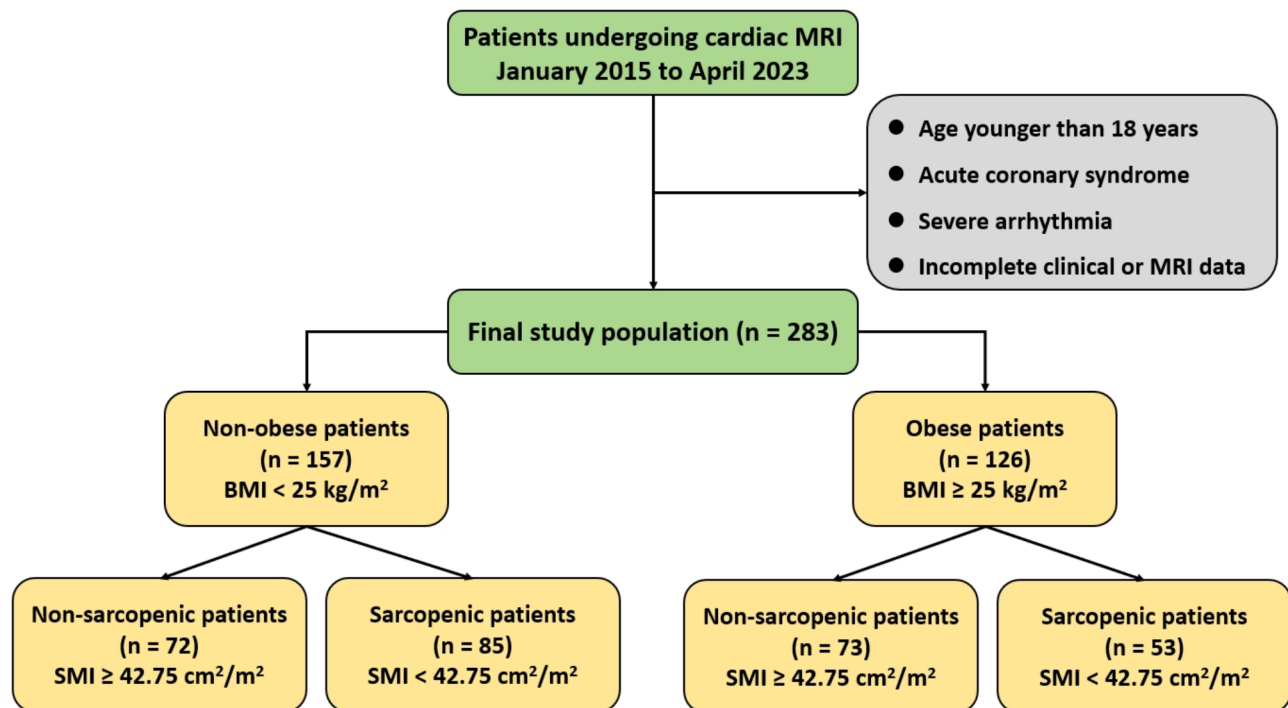 Patients undergoing cardiac MRI
January 2015 to April 2023
● Age younger than 18 years
● Acute coronary syndrome
● Severe arrhythmia
● Incomplete clinical or MRI data
Final study population (n = 283)
Non-obese patients
(n = 157)
BMI < 25 kg/m²
Obese patients
(n = 126)
BMI ≥ 25 kg/m²
Non-sarcopenic patients
(n = 72)
SMI ≥ 42.75 cm²/m²
Sarcopenic patients
(n = 85)
SMI < 42.75 cm²/m²
Non-sarcopenic patients
(n = 73)
SMI ≥ 42.75 cm²/m²
Sarcopenic patients
(n = 53)
SMI < 42.75 cm²/m²